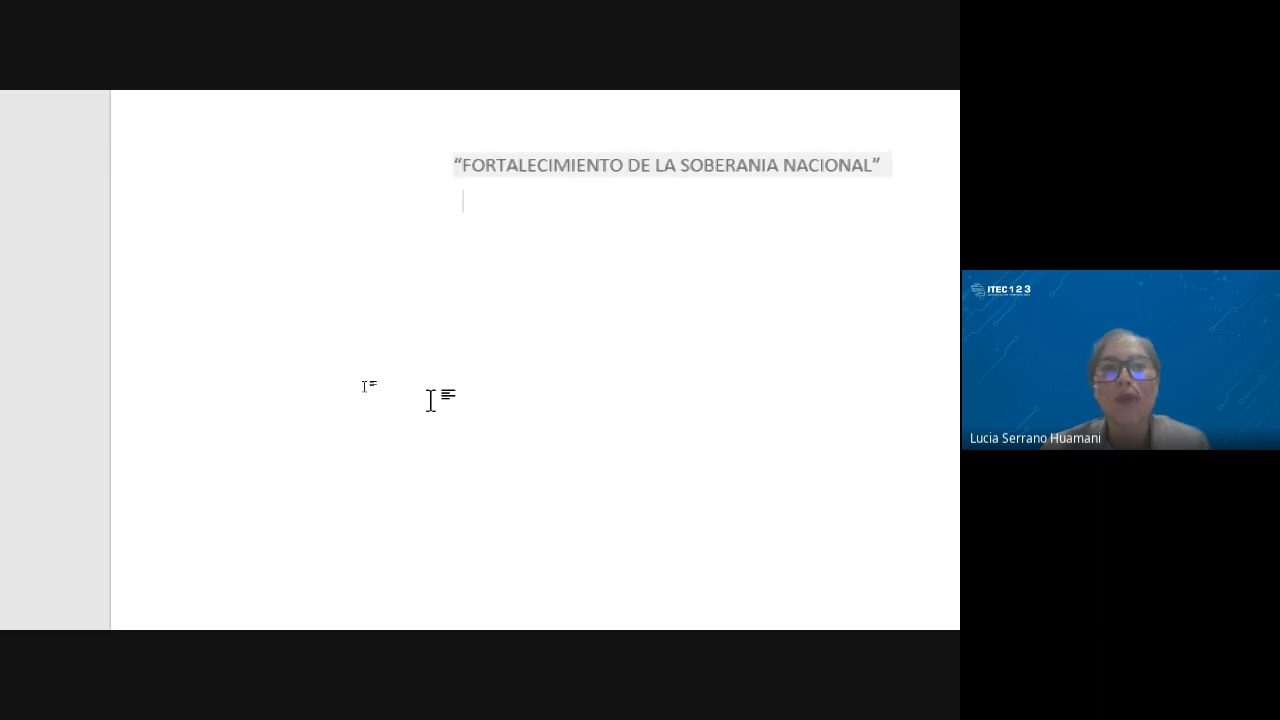 “FORTALECIMIENTO DE LA SOBERANIA NACIONAL”
ITEC 1 2 3
Lucia Serrano Huamani